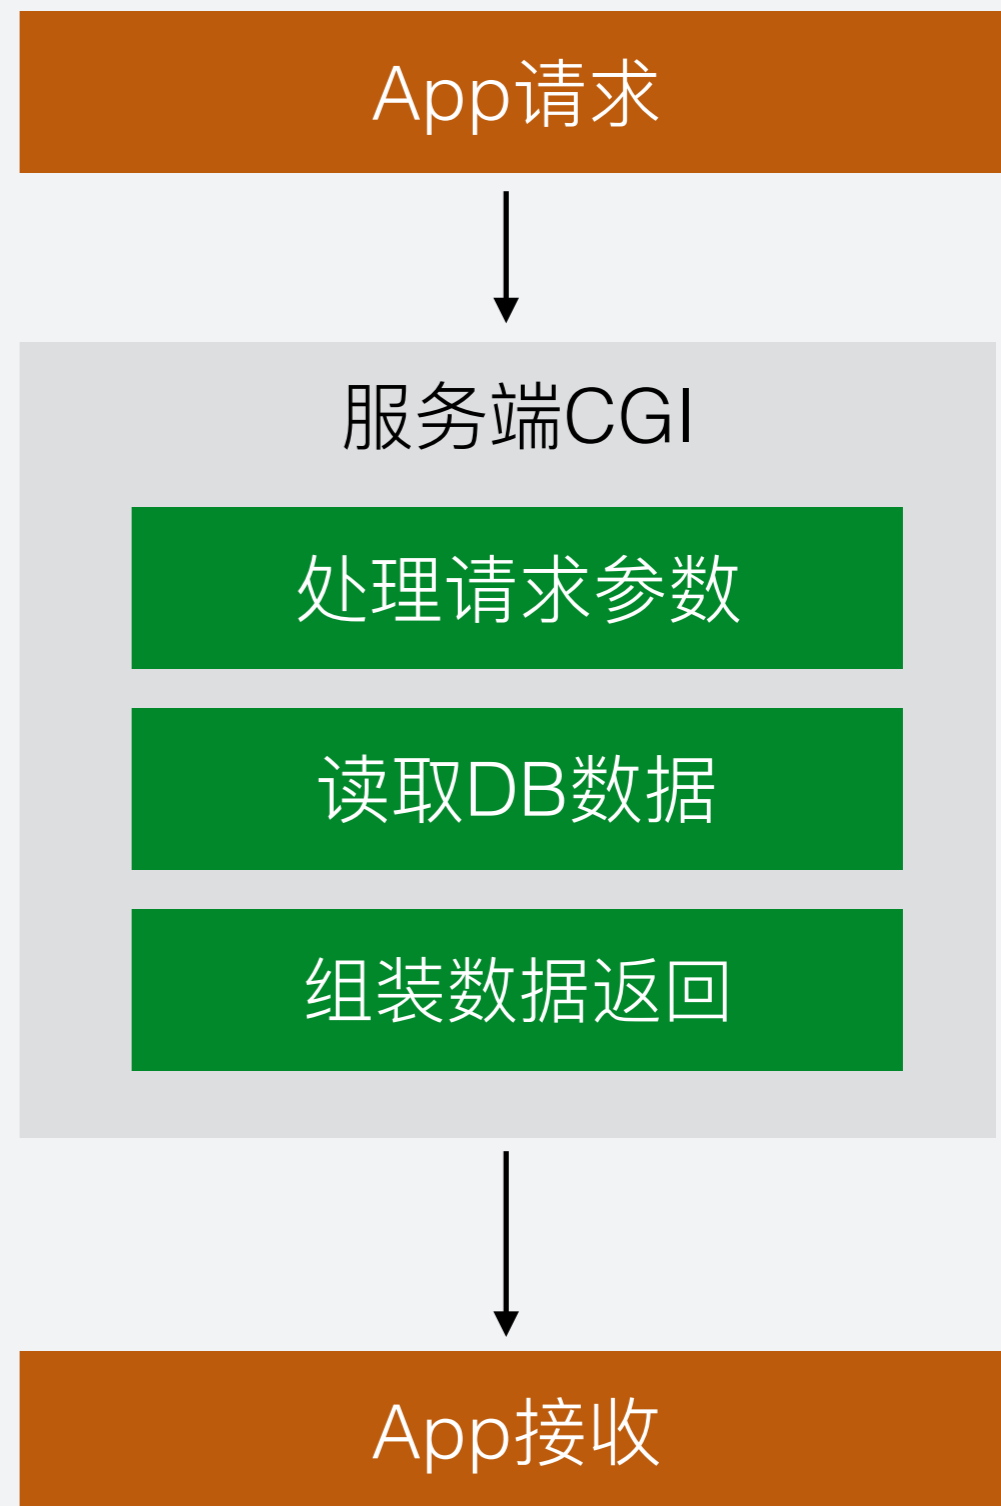 App请求
服务端CGI
处理请求参数
读取DB数据
组装数据返回
App接收